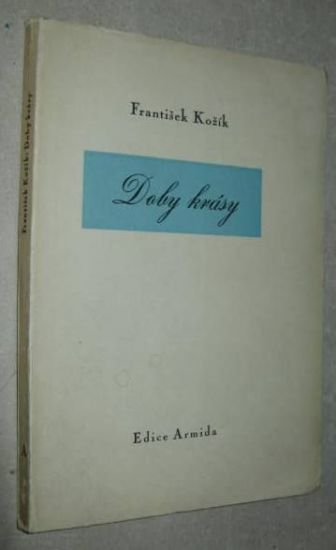 František Kožík
Doby krásy
Edice Armida
František Kožík: Doby krásy
A